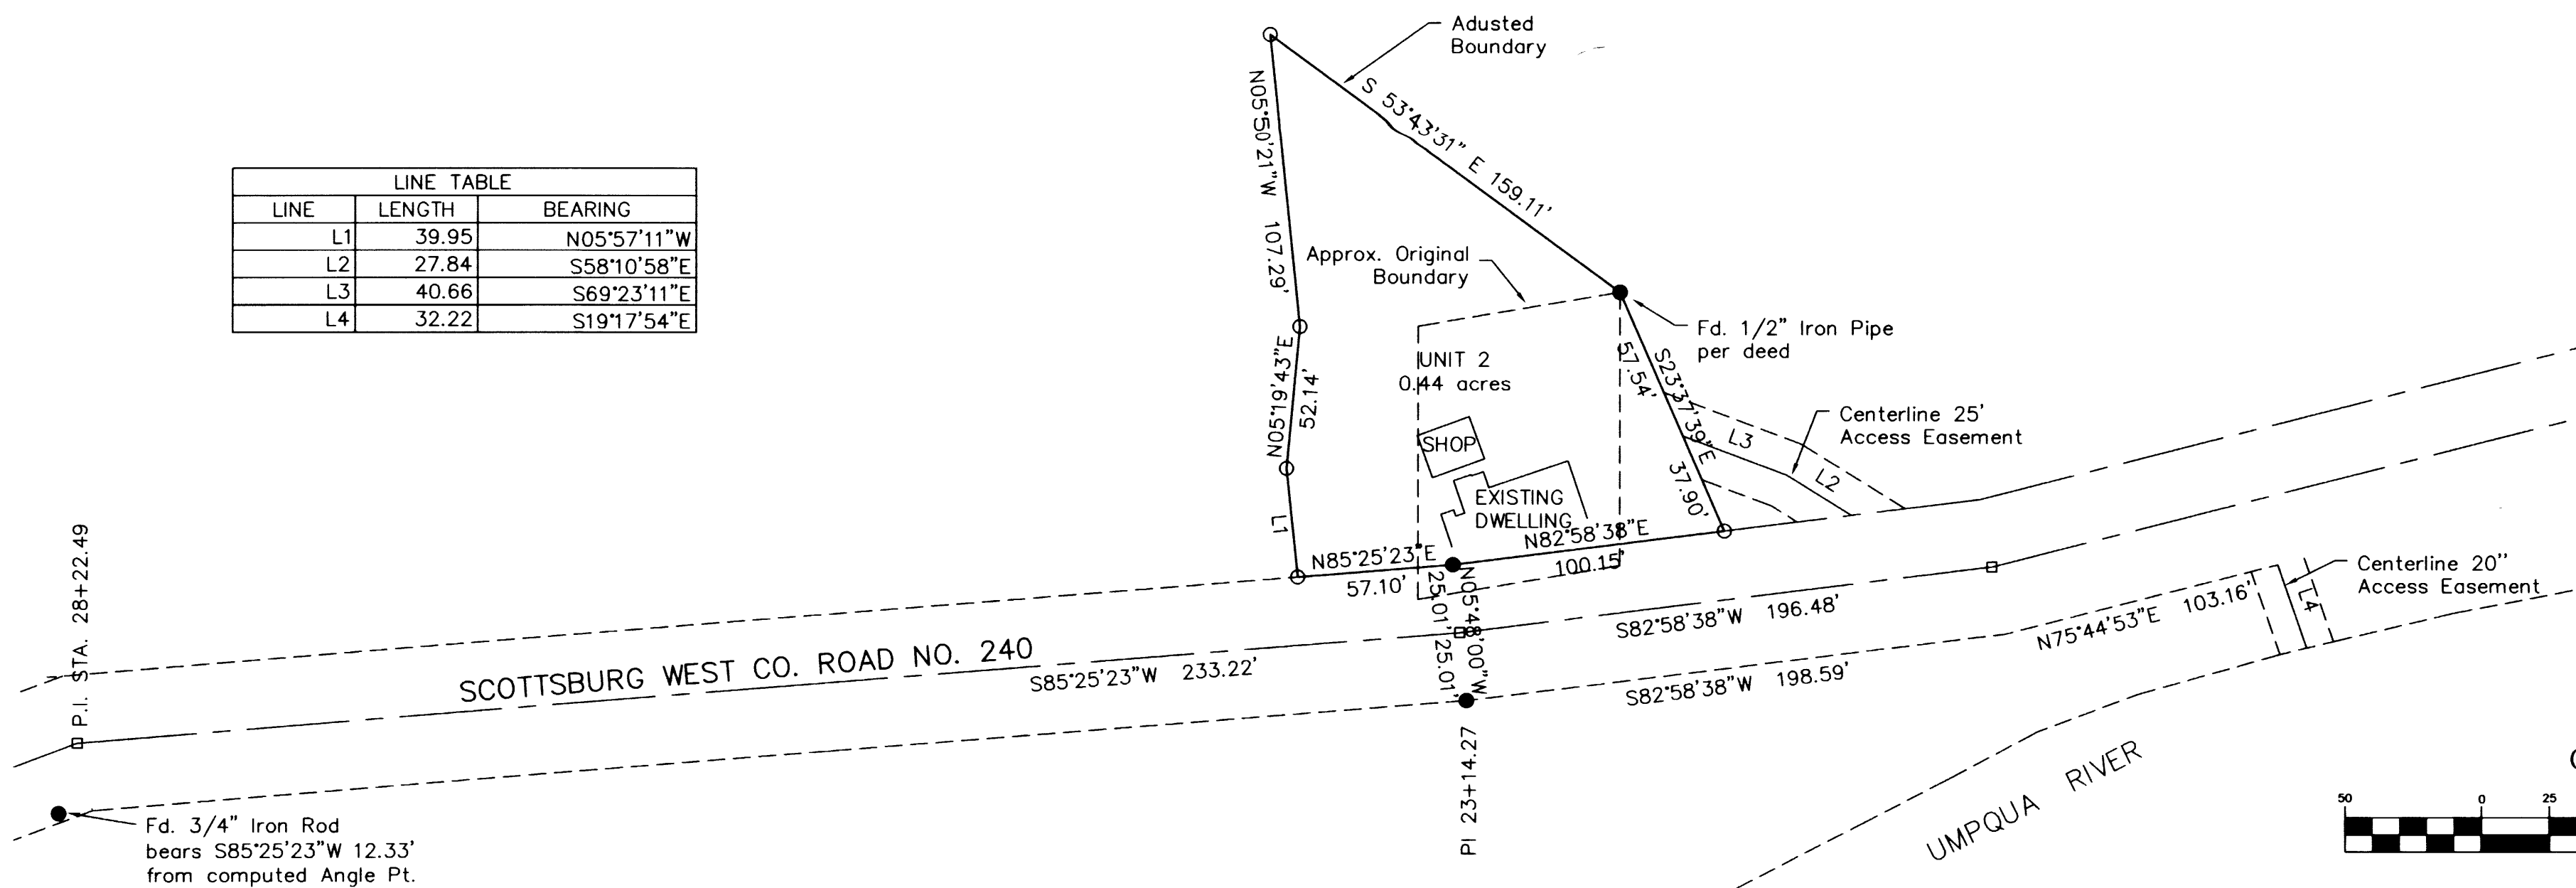 Adusted
Boundary
N05°50'21"W 107.29'
S 53°43'31" E 159.11'
LINE TABLE
LINE LENGTH BEARING
L1 39.95 N05°57'11"W
L2 27.84 S58°10'58"E
L3 40.66 S69°23'11"E
L4 32.22 S19°17'54"E
Approx. Original
Boundary
Fd. 1/2" Iron Pipe
per deed
UNIT 2
0.44 acres
N05°19'43"E
52.14'
S23°37'39"E
57.54'
37.90'
Centerline 25'
Access Easement
L3
L2
SHOP
EXISTING
DWELLING
L1
N85°25'23"E
57.10'
N82°58'38"E
100.15'
N05°48'00"W
25.01'
25.01'
P.I. STA. 28+22.49
SCOTTSBURG WEST CO. ROAD NO. 240
S85°25'23"W 233.22'
S82°58'38"W 196.48'
S82°58'38"W 198.59'
N75°44'53"E 103.16'
L4
Centerline 20"
Access Easement
PI 23+14.27
UMPQUA RIVER
Fd. 3/4" Iron Rod
bears S85°25'23"W 12.33'
from computed Angle Pt.
50 0 25